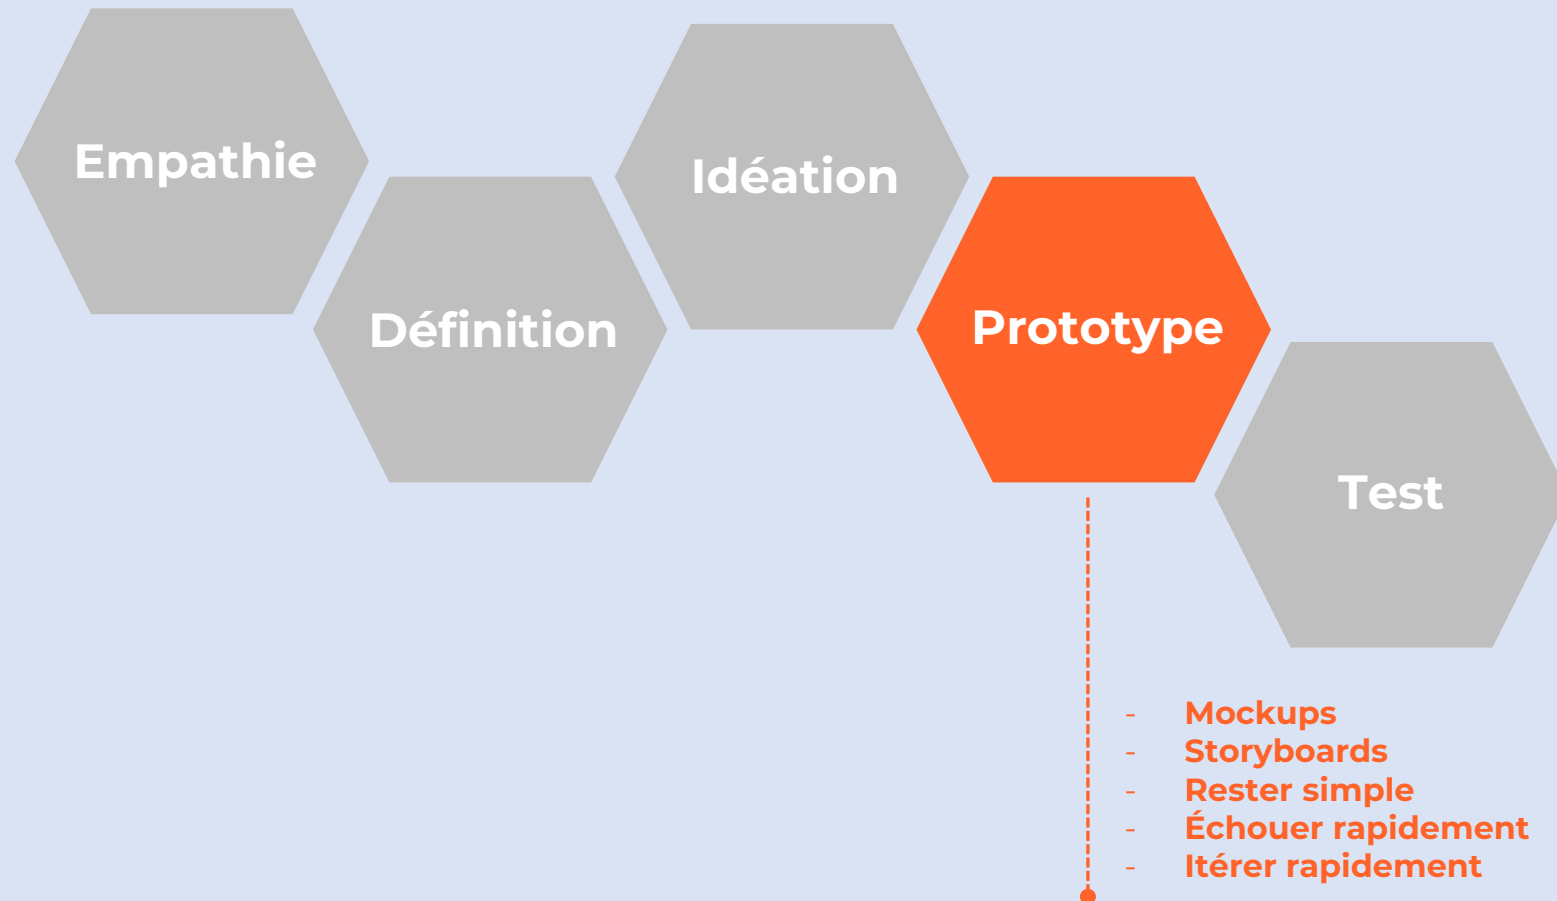 Empathie
Définition
Idéation
Prototype
Test
- Mockups
- Storyboards
- Rester simple
- Échouer rapidement
- Itérer rapidement